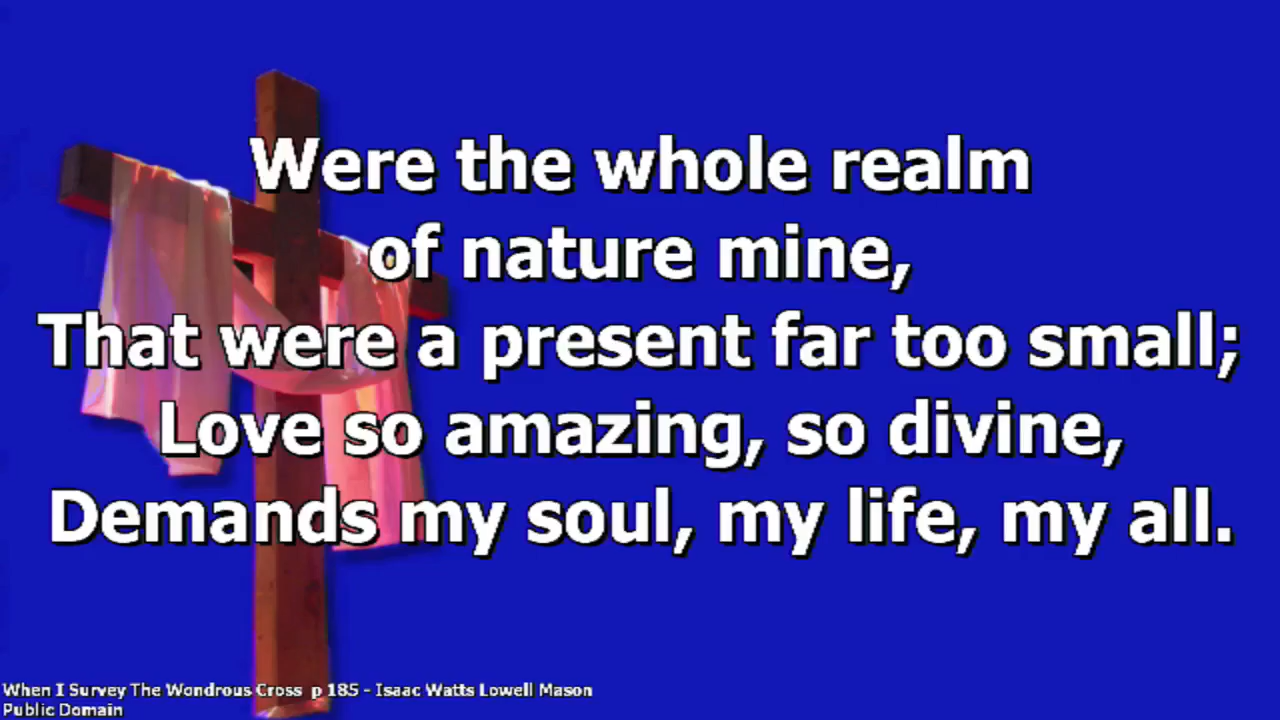 Were the whole realm
of nature mine,
That were a present far too small;
Love so amazing, so divine,
Demands my soul, my life, my all.
When I Survey The Wondrous Cross p 185 - Isaac Watts Lowell Mason
Public Domain